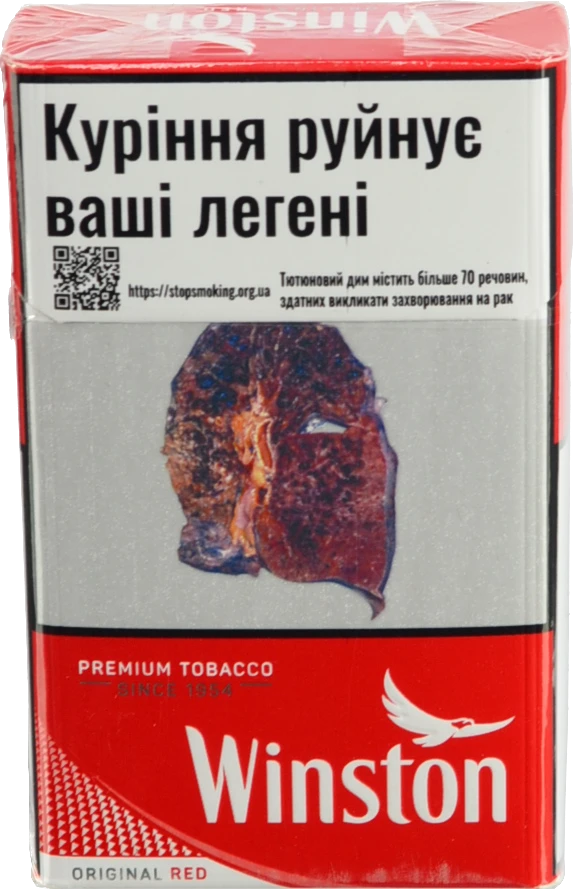 Winston
Куріння руйнує
ваші легені
https://stopsmoking.org.ua
Тютюновий дим містить більше 70 речовин,
здатних викликати захворювання на рак
PREMIUM TOBACCO
SINCE 1954
Winston
ORIGINAL RED